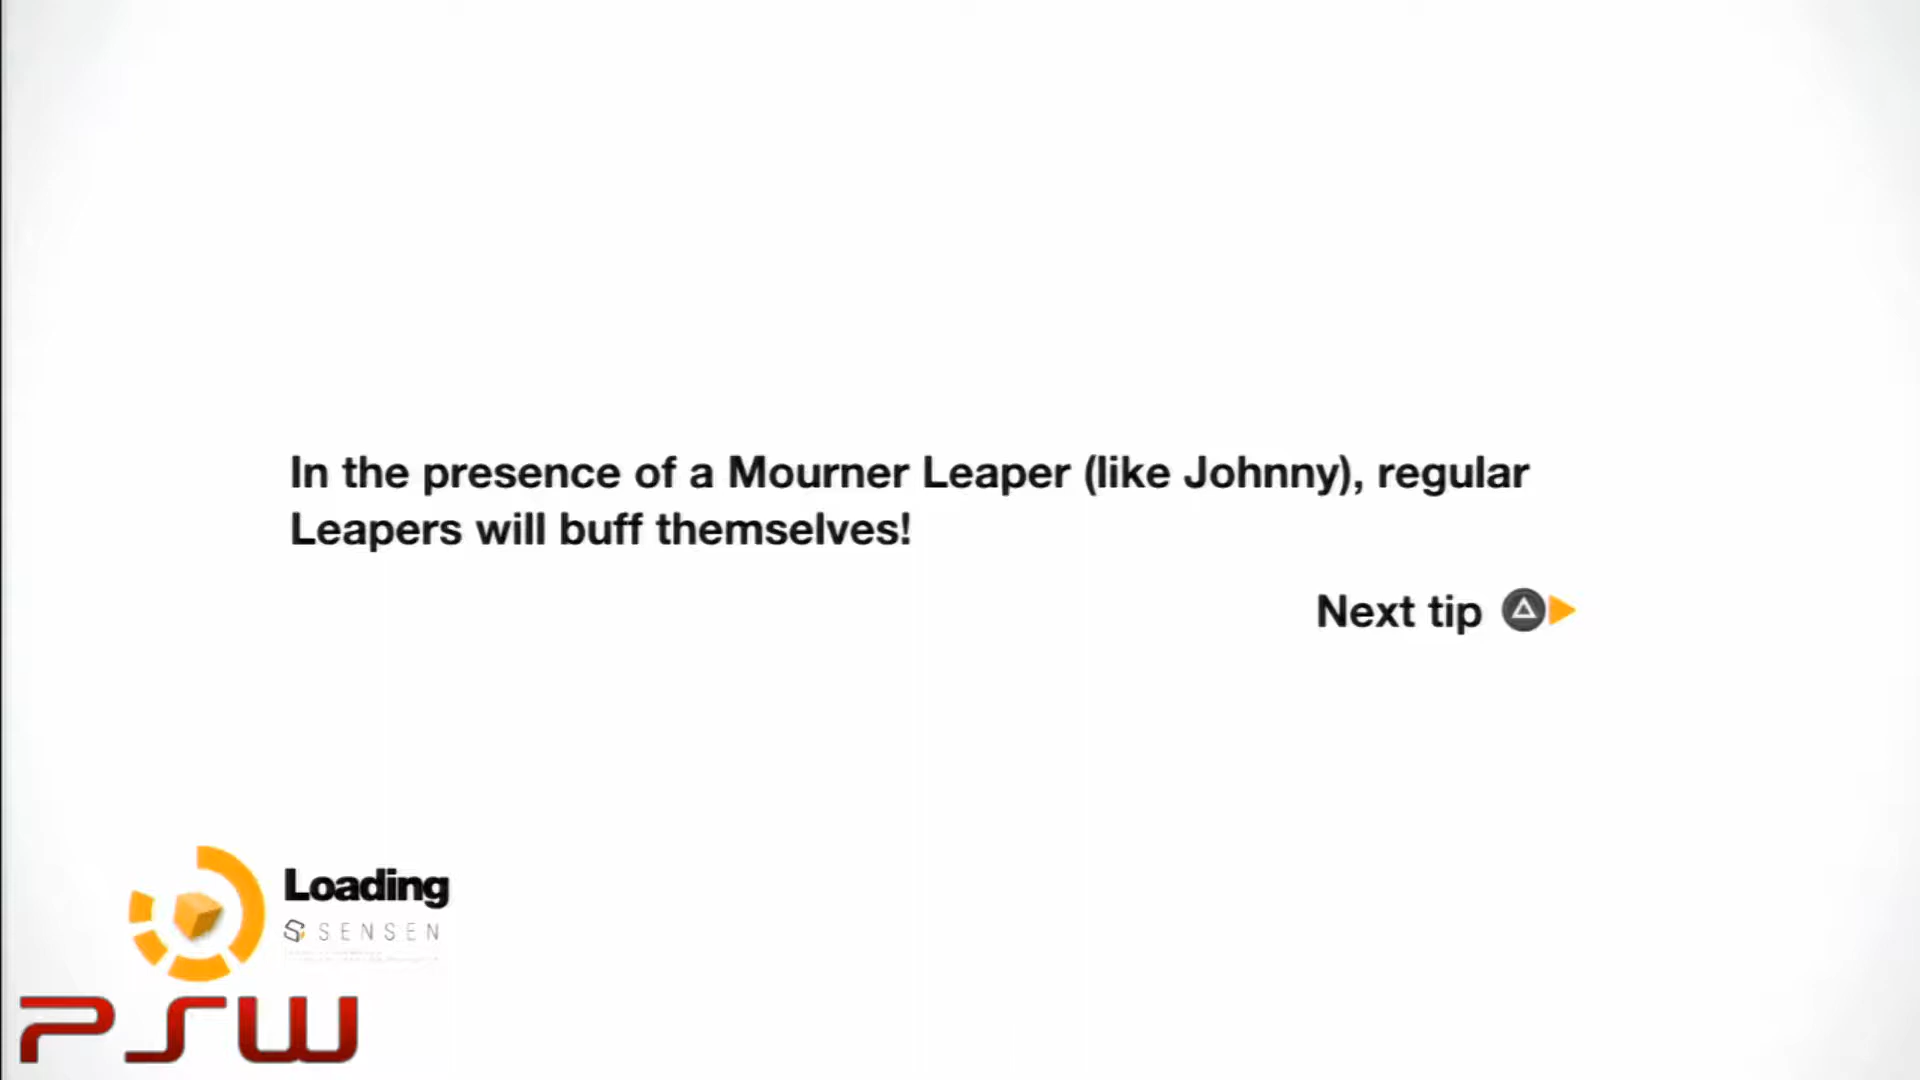 In the presence of a Mourner Leaper (like Johnny), regular
Leapers will buff themselves!
Next tip
Loading
SENSEN
PSW